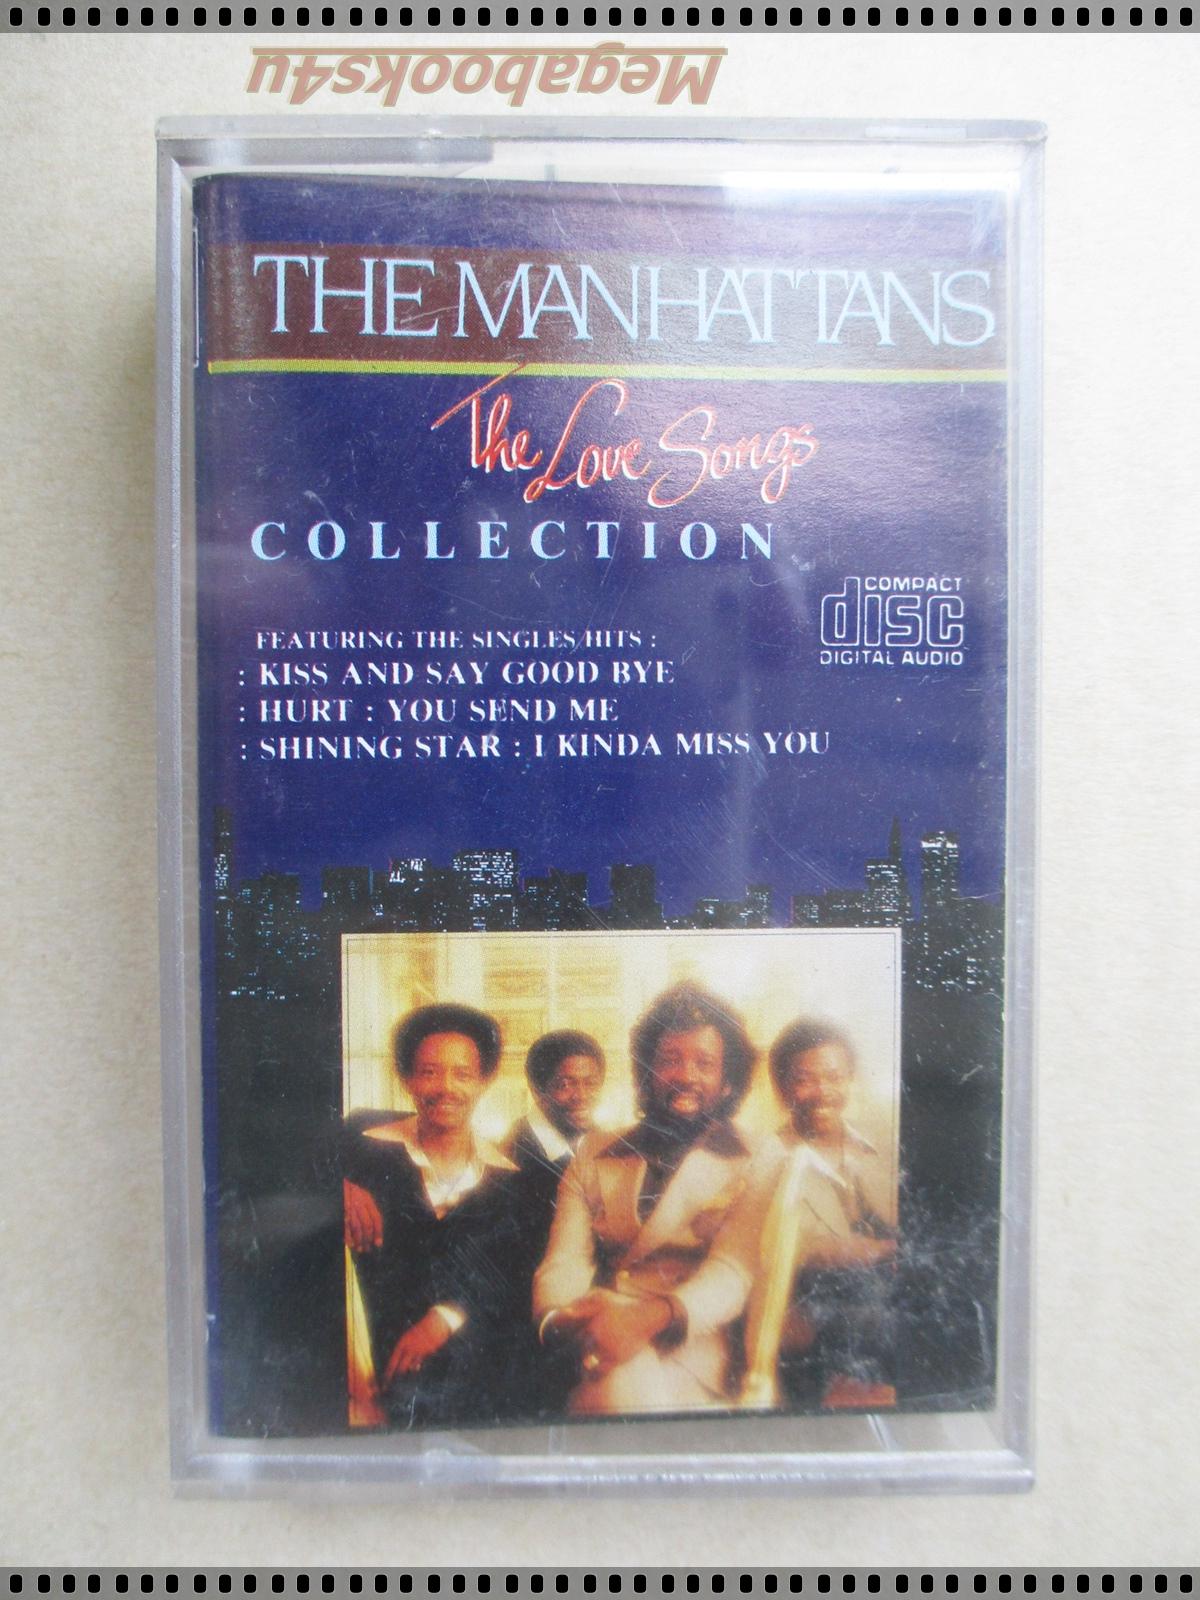 Megabooks4u
THE MANHATTANS
The Love Songs
COLLECTION
COMPACT
disc
DIGITAL AUDIO
FEATURING THE SINGLES HITS :
: KISS AND SAY GOOD BYE
: HURT : YOU SEND ME
: SHINING STAR : I KINDA MISS YOU